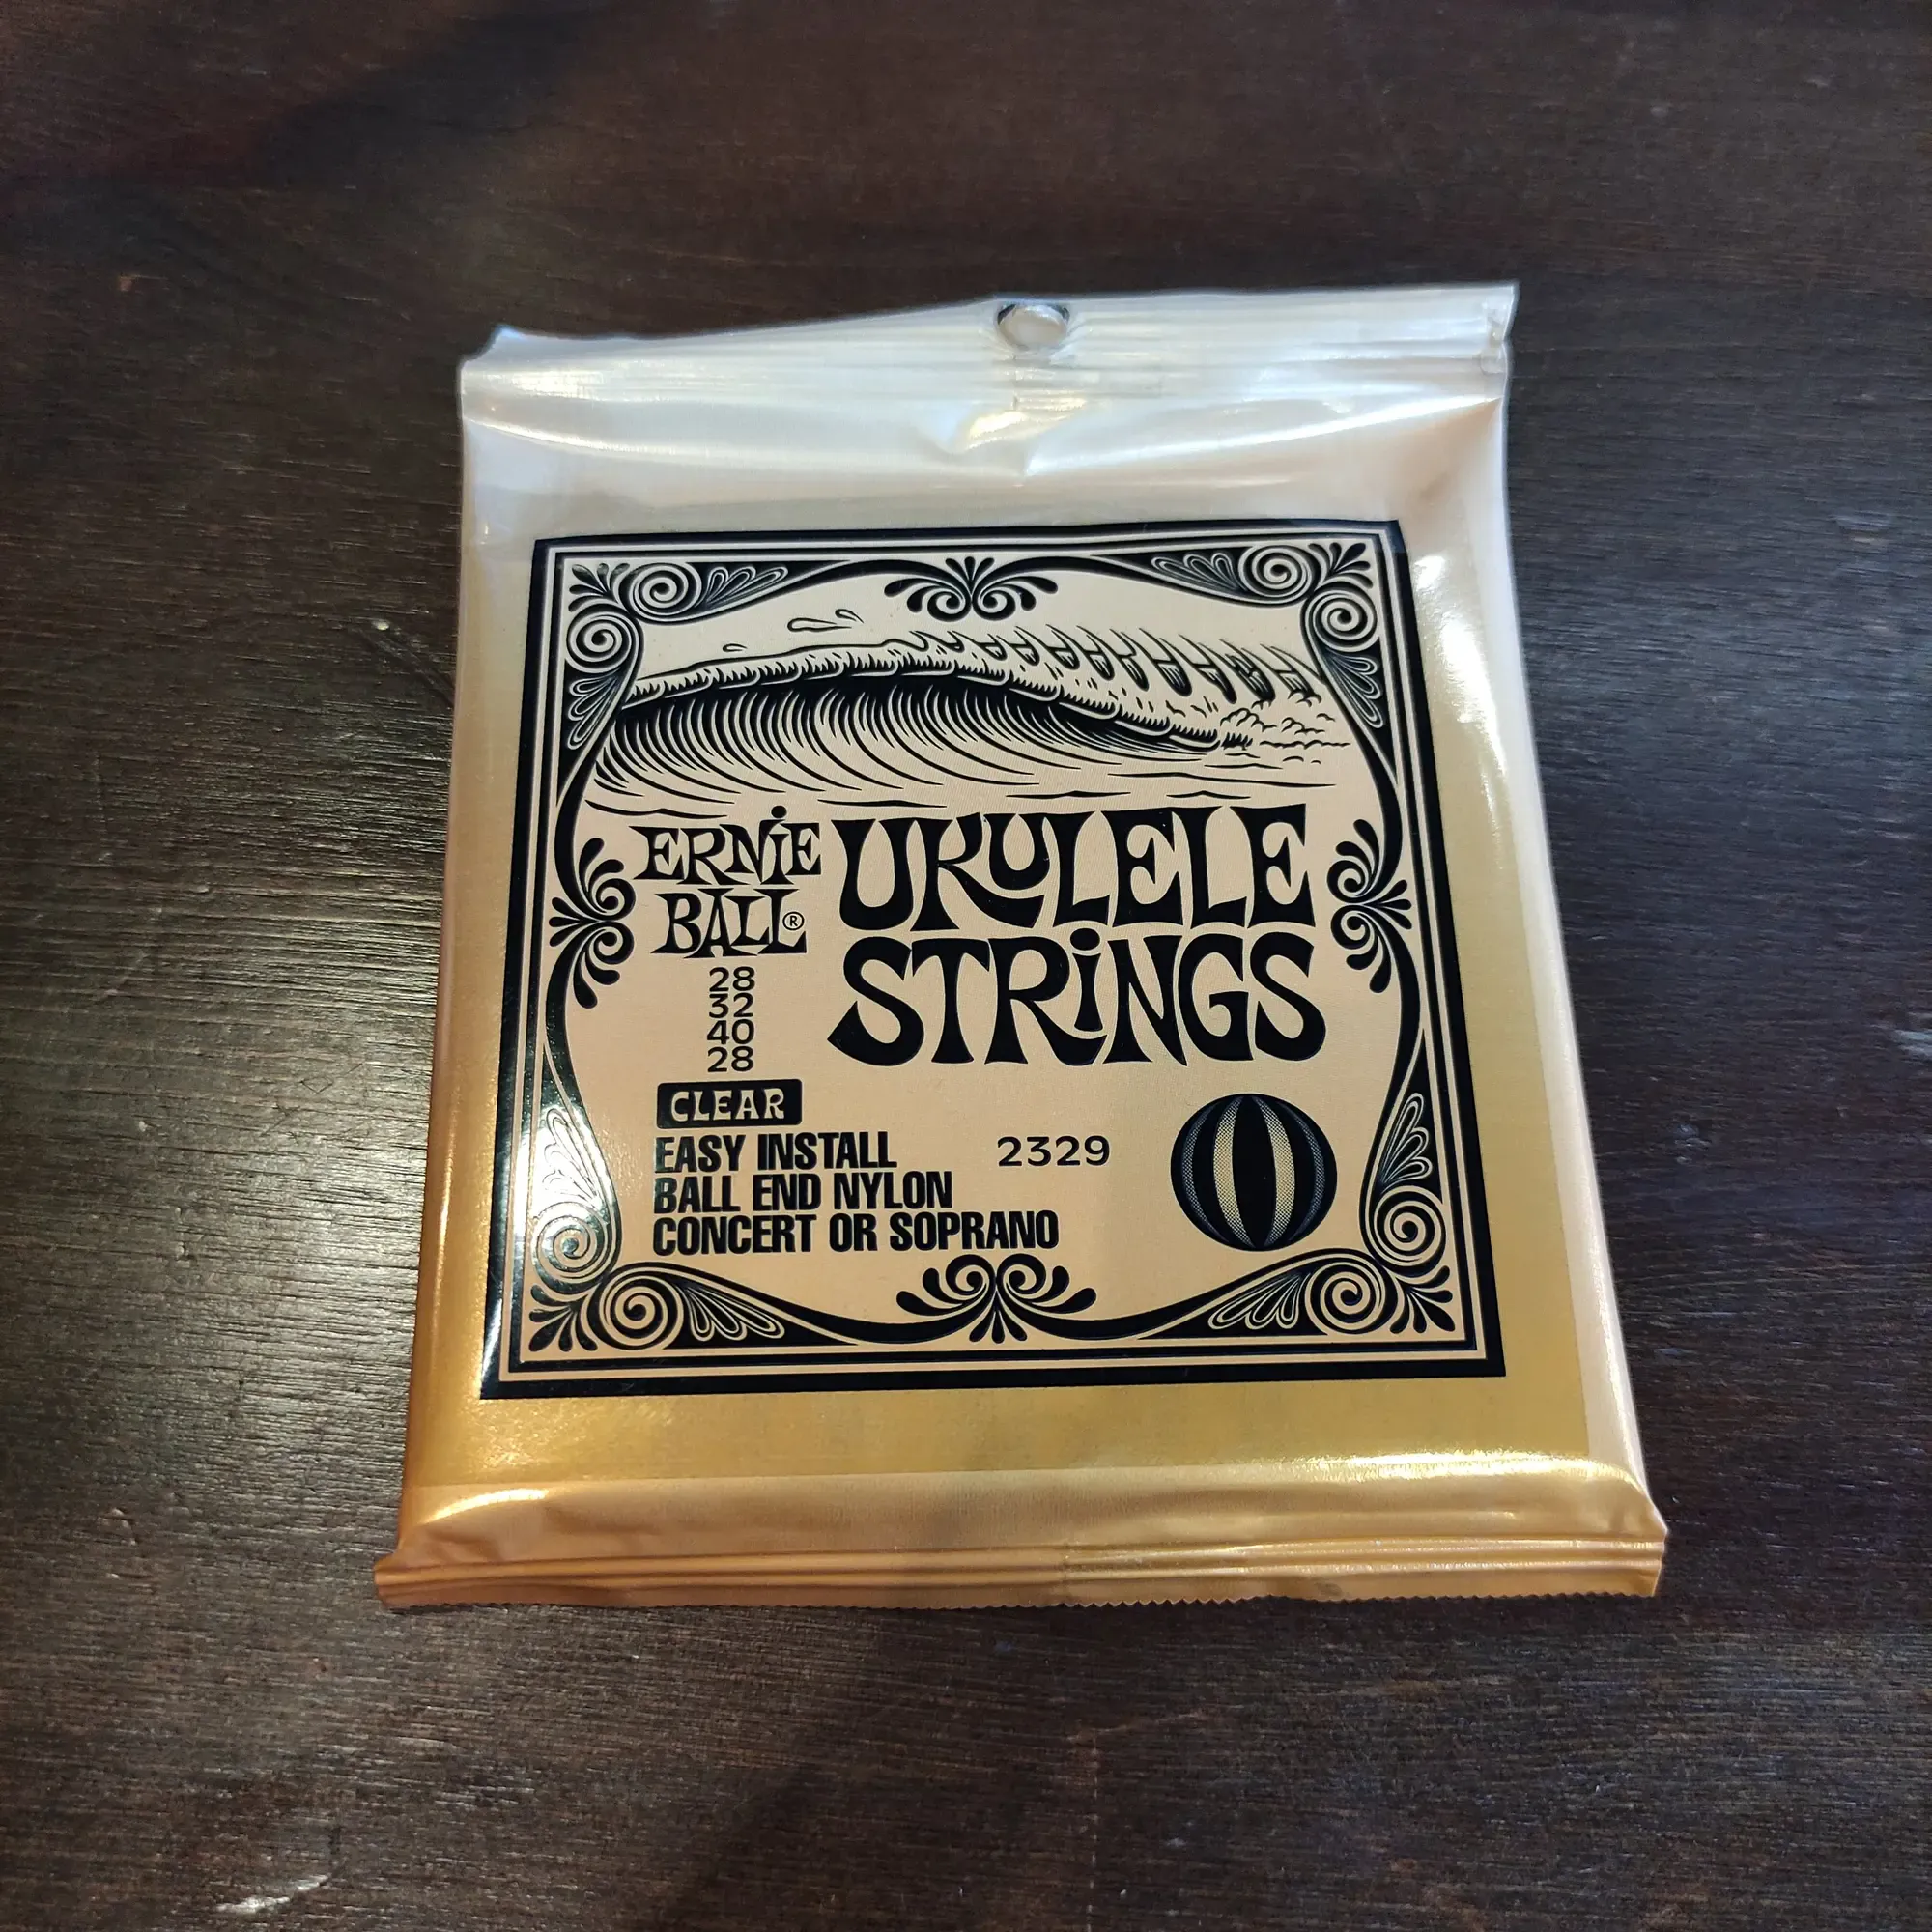 ERNiE
BALL®
UKULELE
STRiNGS
28
32
40
28
CLEAR
EASY INSTALL
BALL END NYLON
CONCERT OR SOPRANO
2329